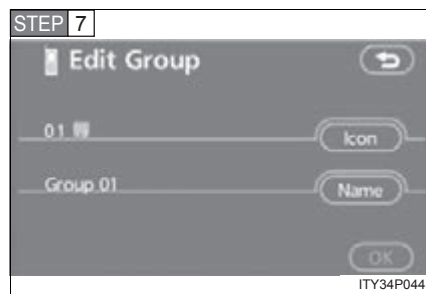 STEP 7
Edit Group
01
Icon
Group 01
Name
OK
ITY34P044